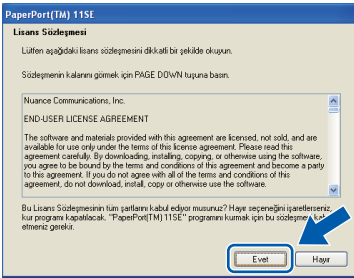 PaperPort(TM) 11SE
Lisans Sözleşmesi
Lütfen aşağıdaki lisans sözleşmesini dikkatli bir şekilde okuyun.
Sözleşmenin kalanını görmek için PAGE DOWN tuşuna basın.
Nuance Communications, Inc.
END-USER LICENSE AGREEMENT
The software and materials provided with this agreement are licensed, not sold, and are
available for use only under the terms of this license agreement. Please read this
agreement carefully. By downloading, installing, copying, or otherwise using the software,
you agree to be bound by the terms and conditions of this agreement and become a party
to this agreement. If you do not agree with all of the terms and conditions of this
agreement, do not download, install, copy or otherwise use the software.
Bu Lisans Sözleşmesinin tüm şartlarını kabul ediyor musunuz? Hayır seçeneğini işaretlerseniz,
kur programı kapatılacak. "PaperPort(TM) 11SE" programını kurmak için bu sözleşmeyi
etmeniz gerekir.
Evet Hayır